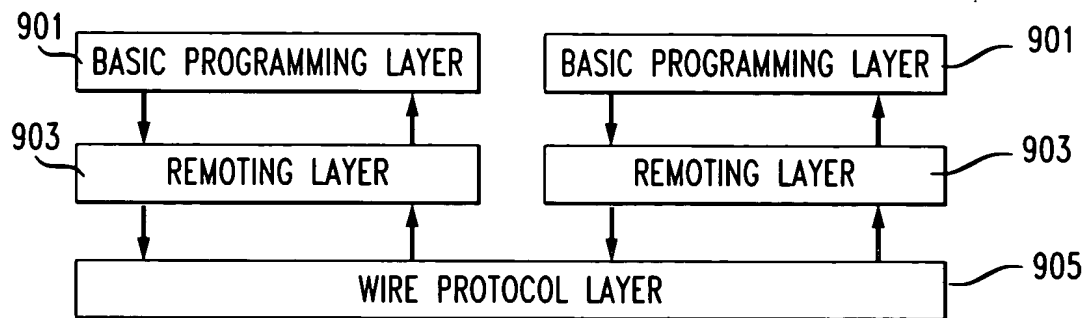 901 BASIC PROGRAMMING LAYER BASIC PROGRAMMING LAYER 901
903 REMOTING LAYER REMOTING LAYER 903
WIRE PROTOCOL LAYER 905